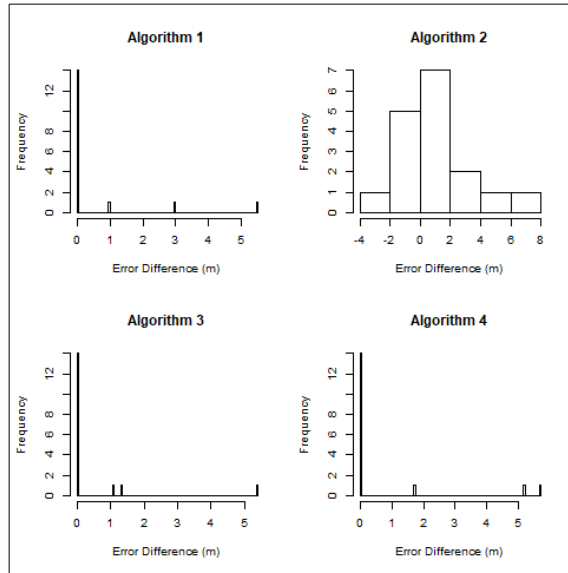 Algorithm 1
Frequency
0 2 4 6 8 12
0 1 2 3 4 5
Error Difference (m)
Algorithm 2
Frequency
0 1 2 3 4 5 6 7
-4 -2 0 2 4 6 8
Error Difference (m)
Algorithm 3
Frequency
0 2 4 6 8 12
0 1 2 3 4 5
Error Difference (m)
Algorithm 4
Frequency
0 2 4 6 8 12
0 1 2 3 4 5
Error Difference (m)